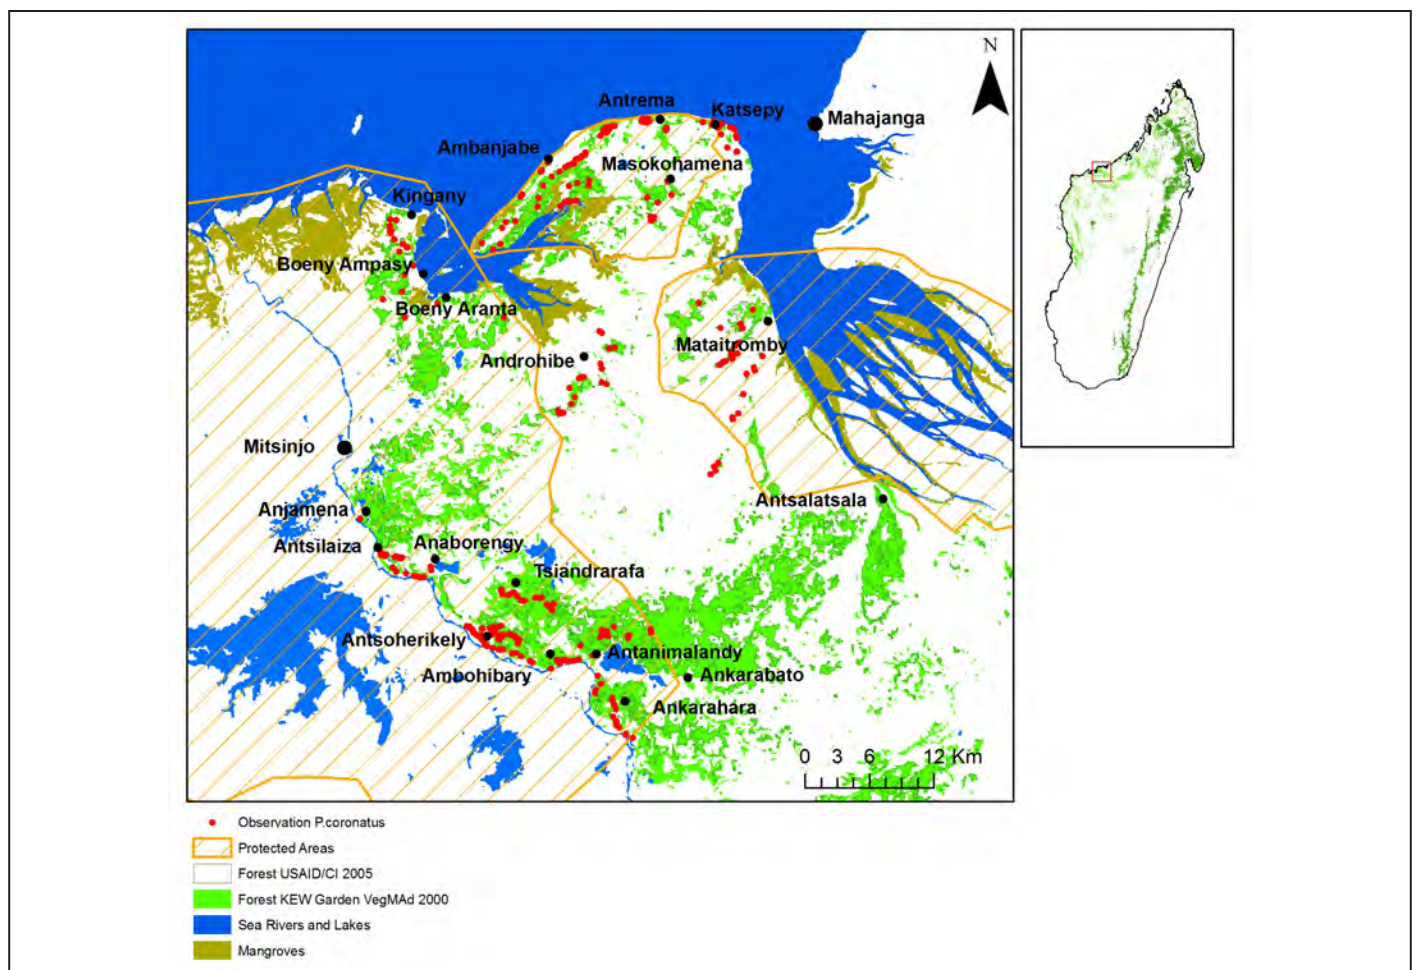 N
Antrema
Katsepy
Mahajanga
Ambanjabe
Masokohamena
Kingany
Boeny Ampasy
Boeny Aranta
Mataitromby
Androhibe
Mitsinjo
Antsalatsala
Anjamena
Antsilaiza
Anaborengy
Tsiandrarafa
Antsoherikely
Antanimalandy
Ambohibary
Ankarabato
Ankarahara
0 3 6 12 Km
Observation P.coronatus
Protected Areas
Forest USAID/CI 2005
Forest KEW Garden VegMAd 2000
Sea Rivers and Lakes
Mangroves